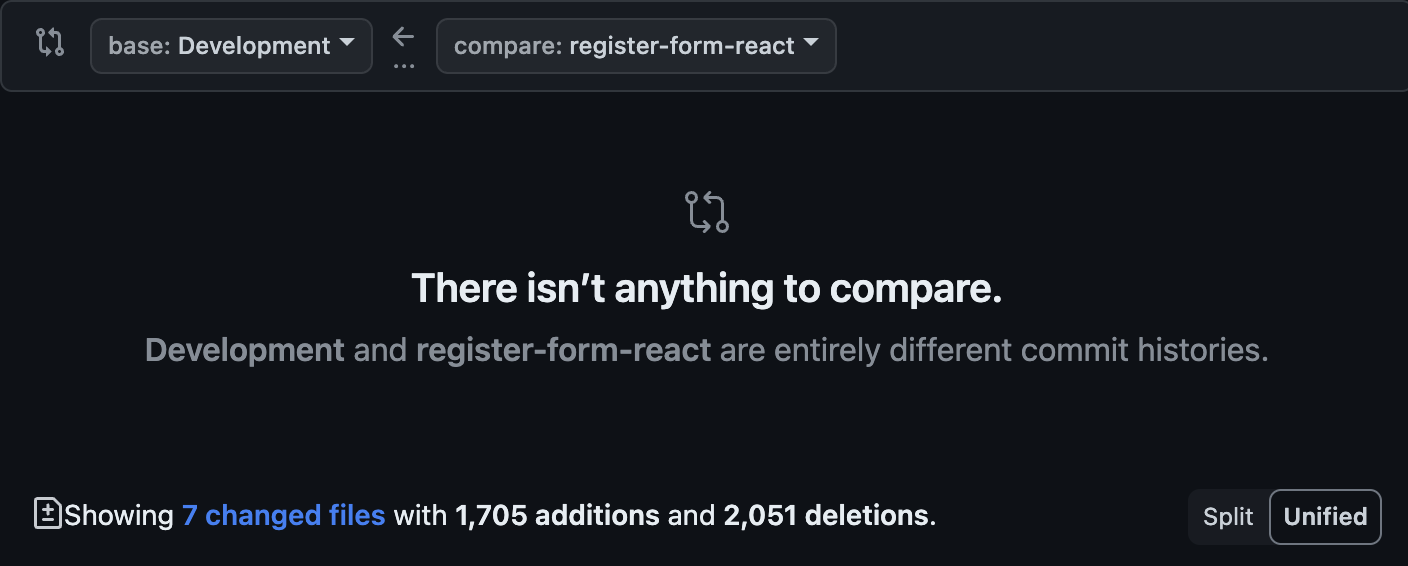 base: Development
compare: register-form-react
There isn’t anything to compare.
Development and register-form-react are entirely different commit histories.
Showing 7 changed files with 1,705 additions and 2,051 deletions.
Split Unified